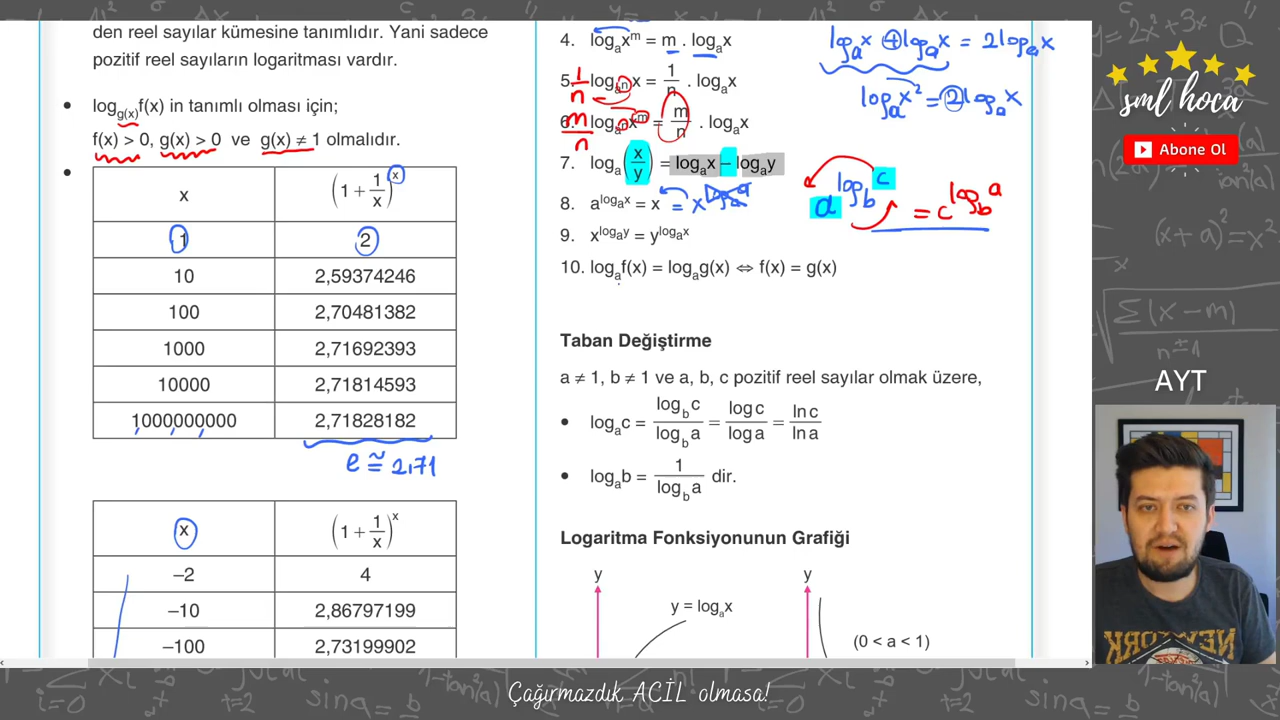 den reel sayılar kümesine tanımlıdır. Yani sadece
pozitif reel sayıların logaritması vardır.
• log_g(x) f(x) in tanımlı olması için;
f(x) > 0, g(x) > 0 ve g(x) ≠ 1 olmalıdır.
•
x (1 + 1/x)^x
1 2
10 2,59374246
100 2,70481382
1000 2,71692393
10000 2,71814593
1000000000 2,71828182
e ≅ 2,71
x (1 + 1/x)^x
–2 4
–10 2,86797199
–100 2,73199902
4. log_a x^m = m . log_a x
5. log_a^n x = 1/n . log_a x
1/n
6. log_a^n x^m = m/n . log_a x
m/n
7. log_a (x/y) = log_a x – log_a y
8. a^log_a x = x = x^log_a a
9. x^log_a y = y^log_a x
10. log_a f(x) = log_a g(x) ⇔ f(x) = g(x)
log_a x + log_a x = 2 log_a x
log_a x^2 = 2 log_a x
a^log_b c = c^log_b a
Taban Değiştirme
a ≠ 1, b ≠ 1 ve a, b, c pozitif reel sayılar olmak üzere,
• log_a c = log_b c / log_b a = log c / log a = ln c / ln a
• log_a b = 1 / log_b a dir.
Logaritma Fonksiyonunun Grafiği
y
y = log_a x
y
(0 < a < 1)
sml hoca
Abone Ol
AYT
NEW YORK
Çağırmazdık ACİL olmasa!